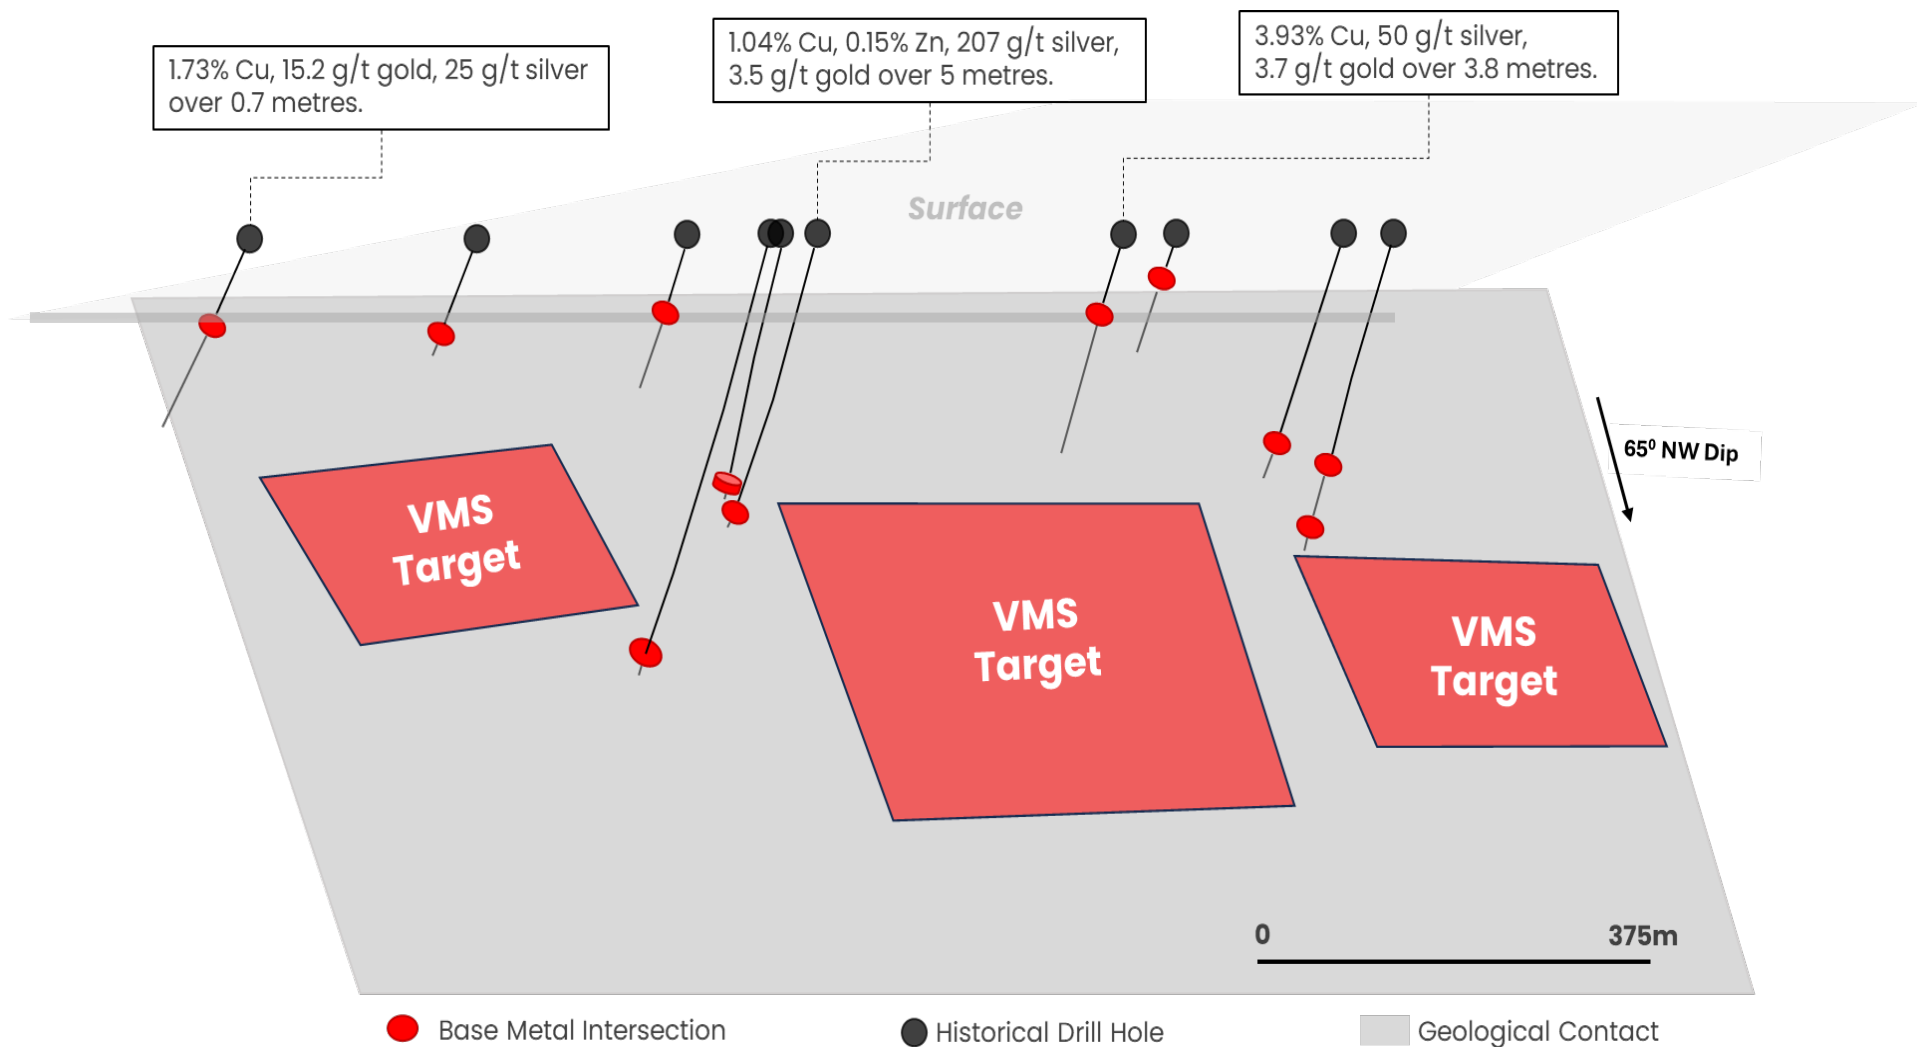 1.73% Cu, 15.2 g/t gold, 25 g/t silver
over 0.7 metres.
1.04% Cu, 0.15% Zn, 207 g/t silver,
3.5 g/t gold over 5 metres.
3.93% Cu, 50 g/t silver,
3.7 g/t gold over 3.8 metres.
Surface
65⁰ NW Dip
VMS
Target
VMS
Target
VMS
Target
0
375m
Base Metal Intersection
Historical Drill Hole
Geological Contact